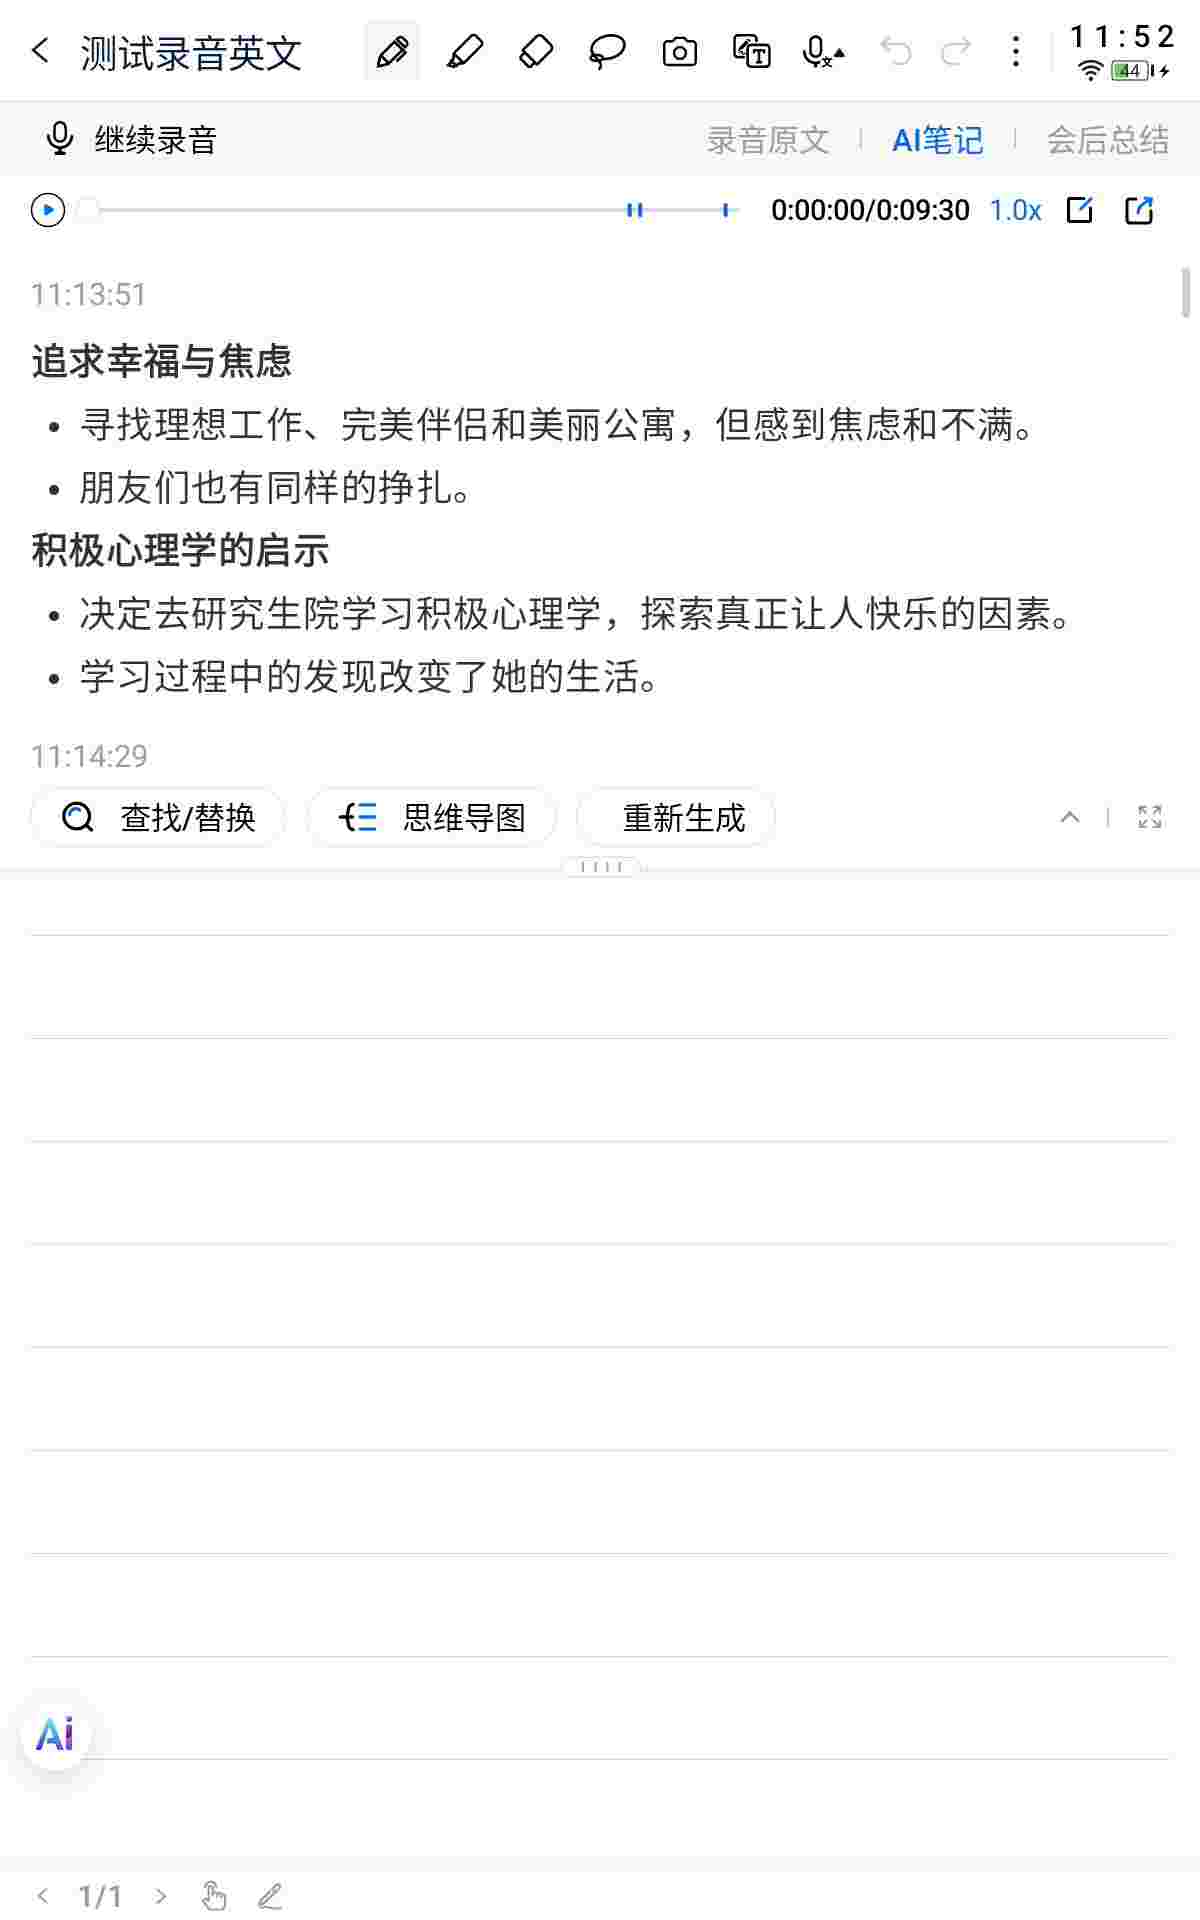 测试录音英文
11:52
44
继续录音
录音原文
AI笔记
会后总结
0:00:00/0:09:30
1.0x
11:13:51
追求幸福与焦虑
• 寻找理想工作、完美伴侣和美丽公寓，但感到焦虑和不满。
• 朋友们也有同样的挣扎。
积极心理学的启示
• 决定去研究生院学习积极心理学，探索真正让人快乐的因素。
• 学习过程中的发现改变了她的生活。
11:14:29
查找/替换
思维导图
重新生成
Ai
1/1